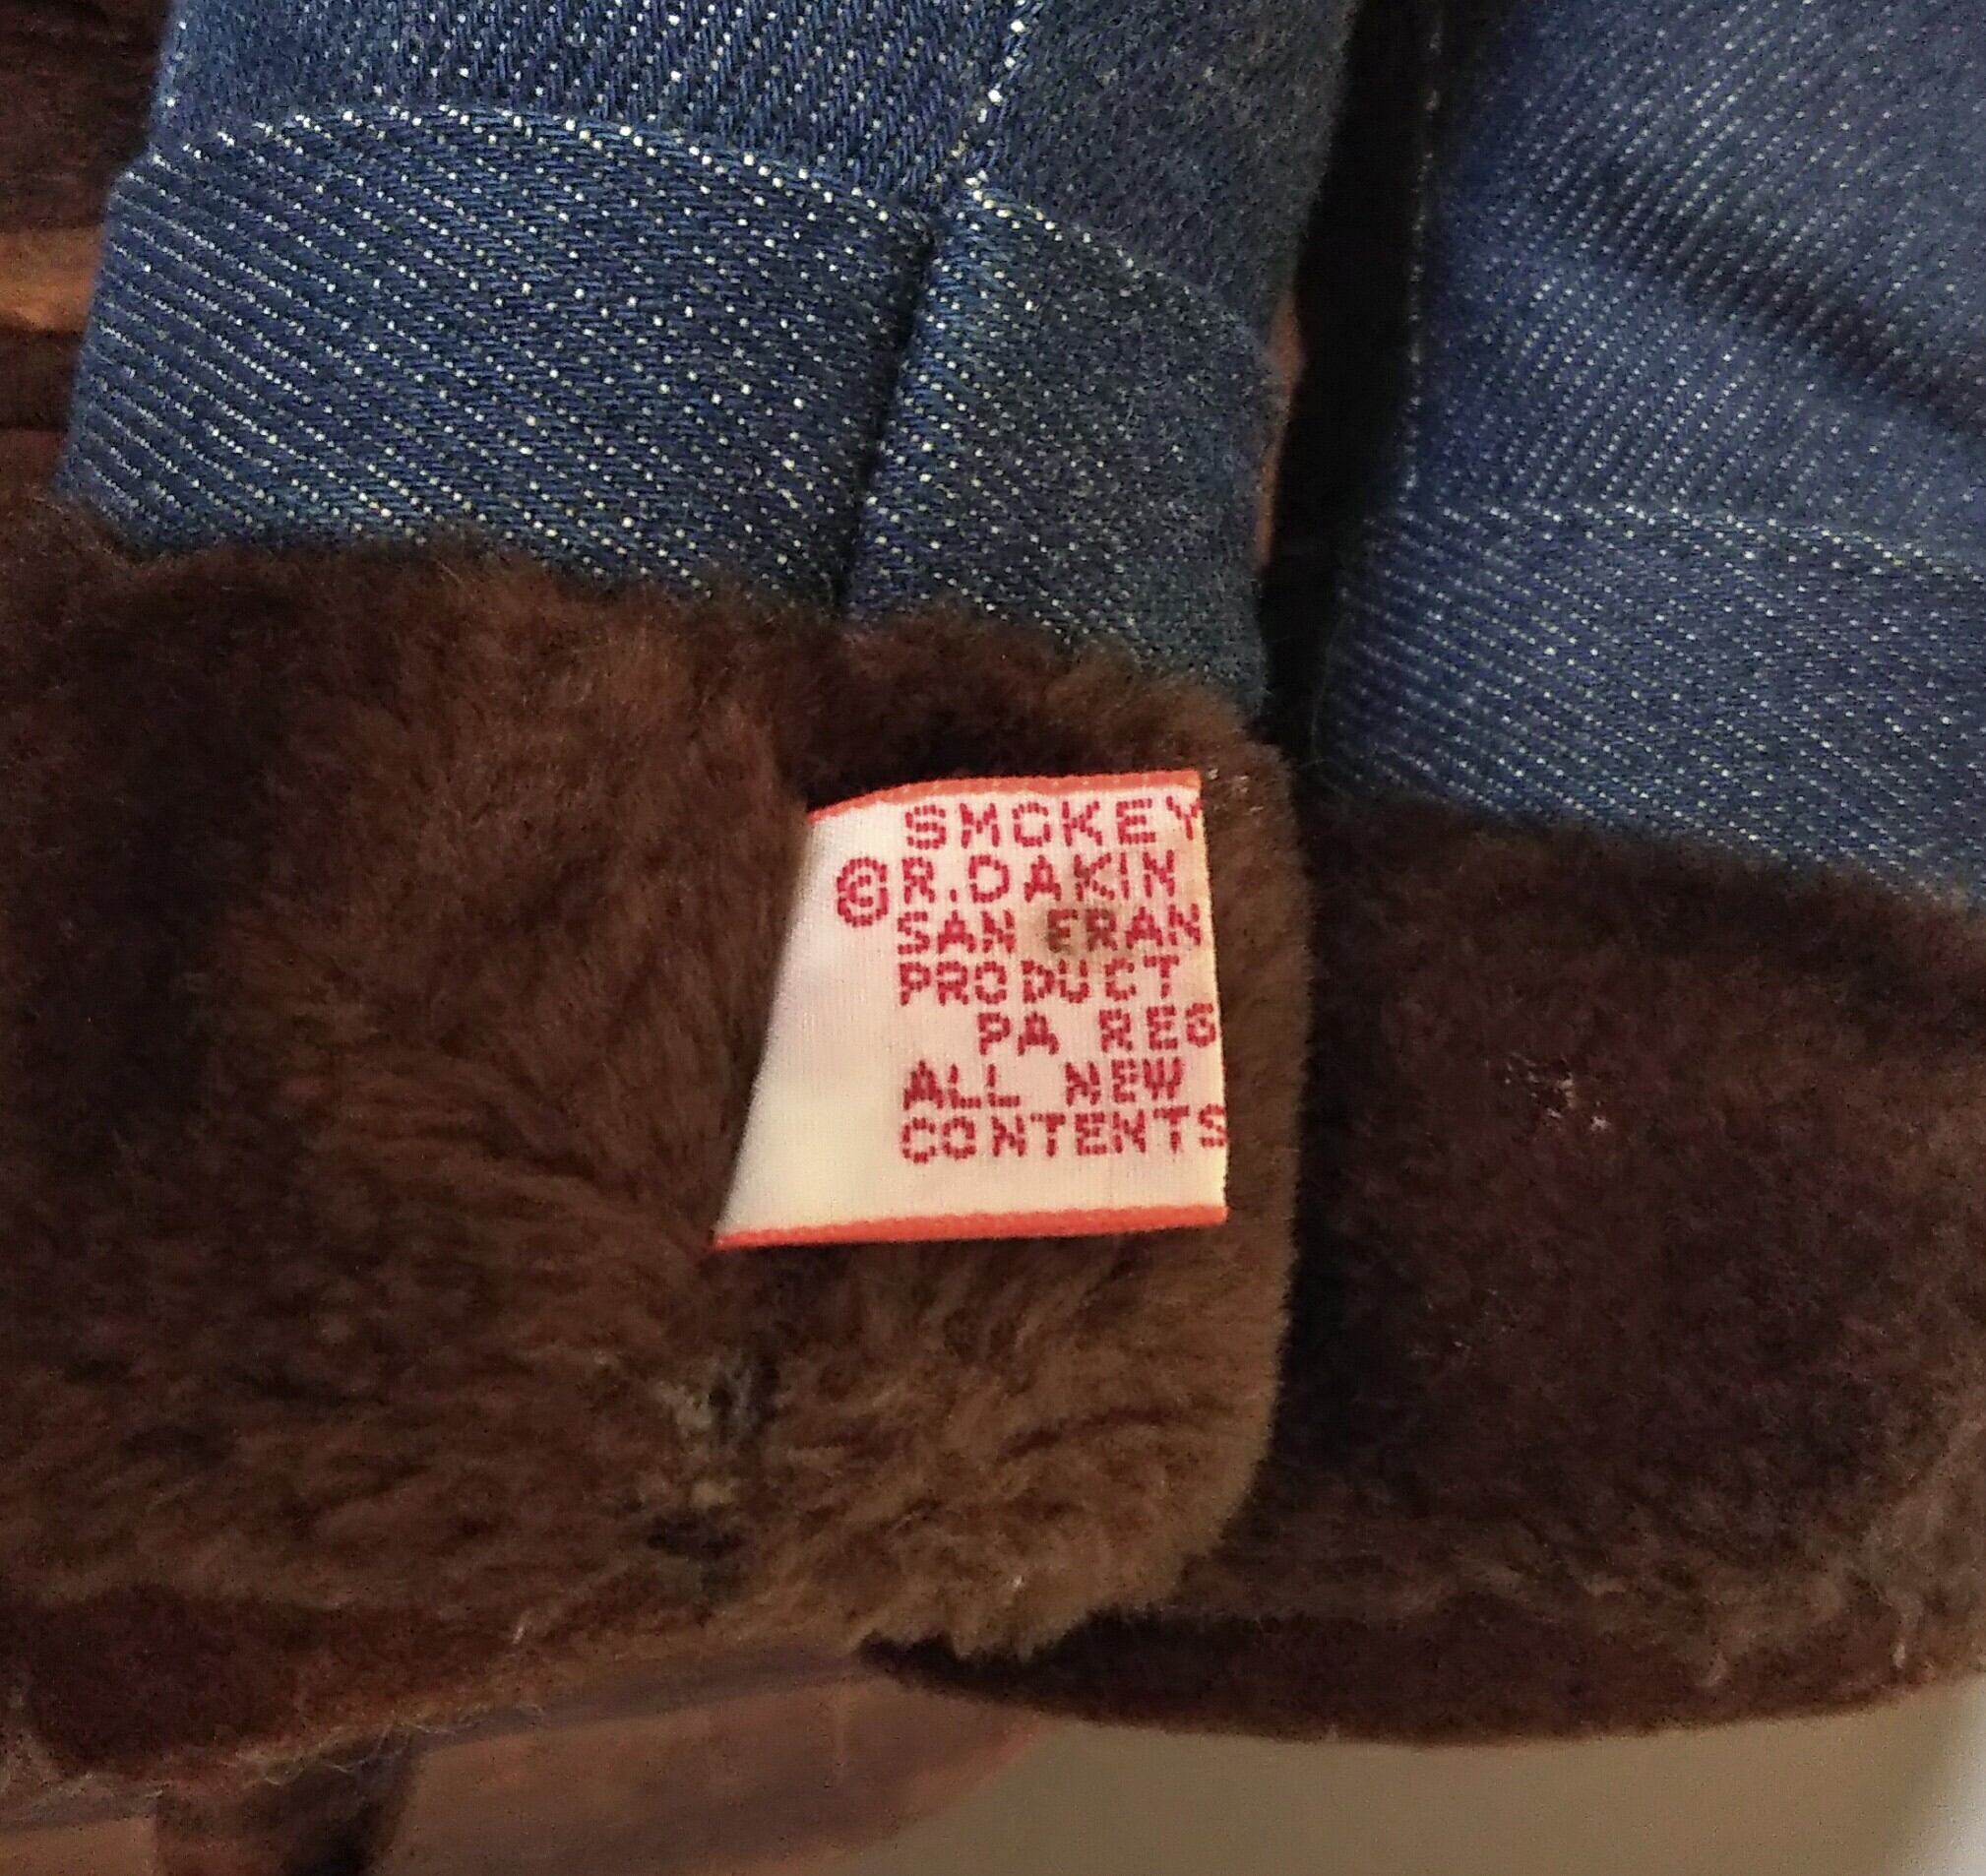 SMOKEY
© R. DAKIN
SAN FRAN
PRODUCT
PA REG
ALL NEW
CONTENTS